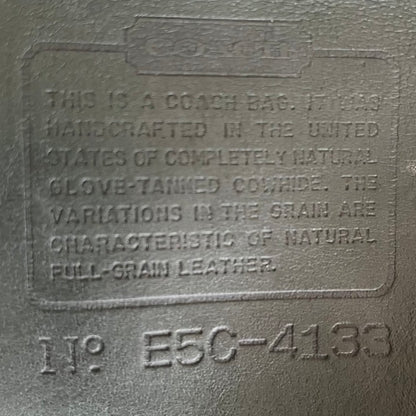 COACH
THIS IS A COACH BAG. IT WAS
HANDCRAFTED IN THE UNITED
STATES OF COMPLETELY NATURAL
GLOVE-TANNED COWHIDE. THE
VARIATIONS IN THE GRAIN ARE
CHARACTERISTIC OF NATURAL
FULL-GRAIN LEATHER.
Nº. E5C-4133